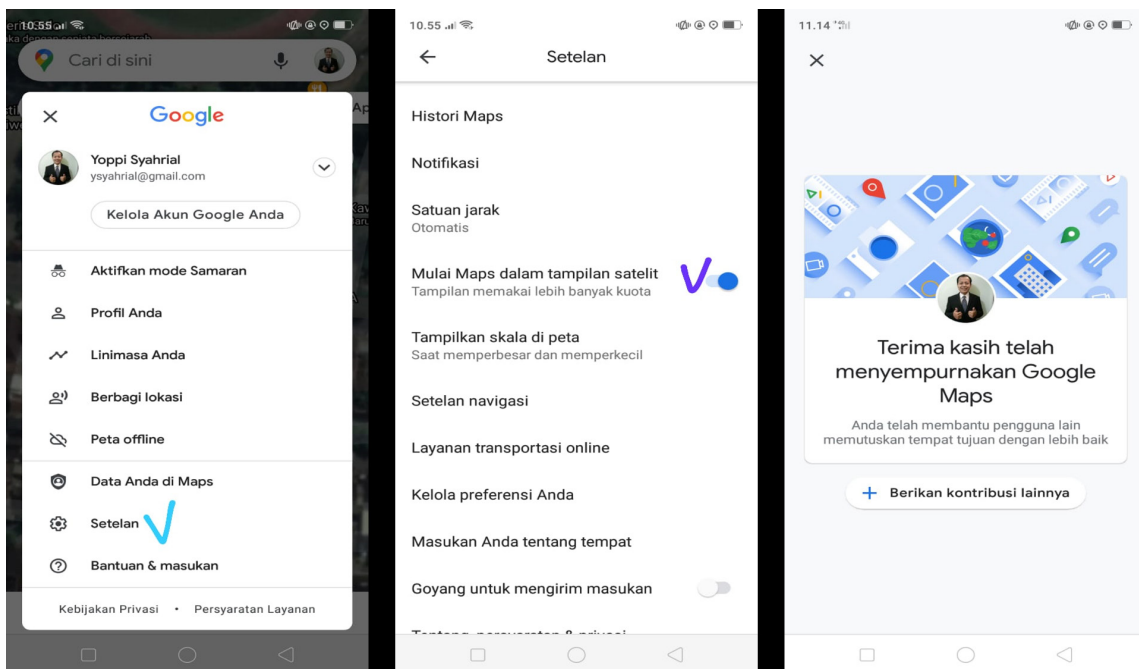 10.55
Cari di sini
Google
Yoppi Syahrial
ysyahrial@gmail.com
Kelola Akun Google Anda
Aktifkan mode Samaran
Profil Anda
Linimasa Anda
Berbagi lokasi
Peta offline
Data Anda di Maps
Setelan
Bantuan & masukan
Kebijakan Privasi • Persyaratan Layanan
10.55
Setelan
Histori Maps
Notifikasi
Satuan jarak
Otomatis
Mulai Maps dalam tampilan satelit
Tampilan memakai lebih banyak kuota
Tampilkan skala di peta
Saat memperbesar dan memperkecil
Setelan navigasi
Layanan transportasi online
Kelola preferensi Anda
Masukan Anda tentang tempat
Goyang untuk mengirim masukan
11.14
Terima kasih telah
menyempurnakan Google
Maps
Anda telah membantu pengguna lain
memutuskan tempat tujuan dengan lebih baik
+ Berikan kontribusi lainnya